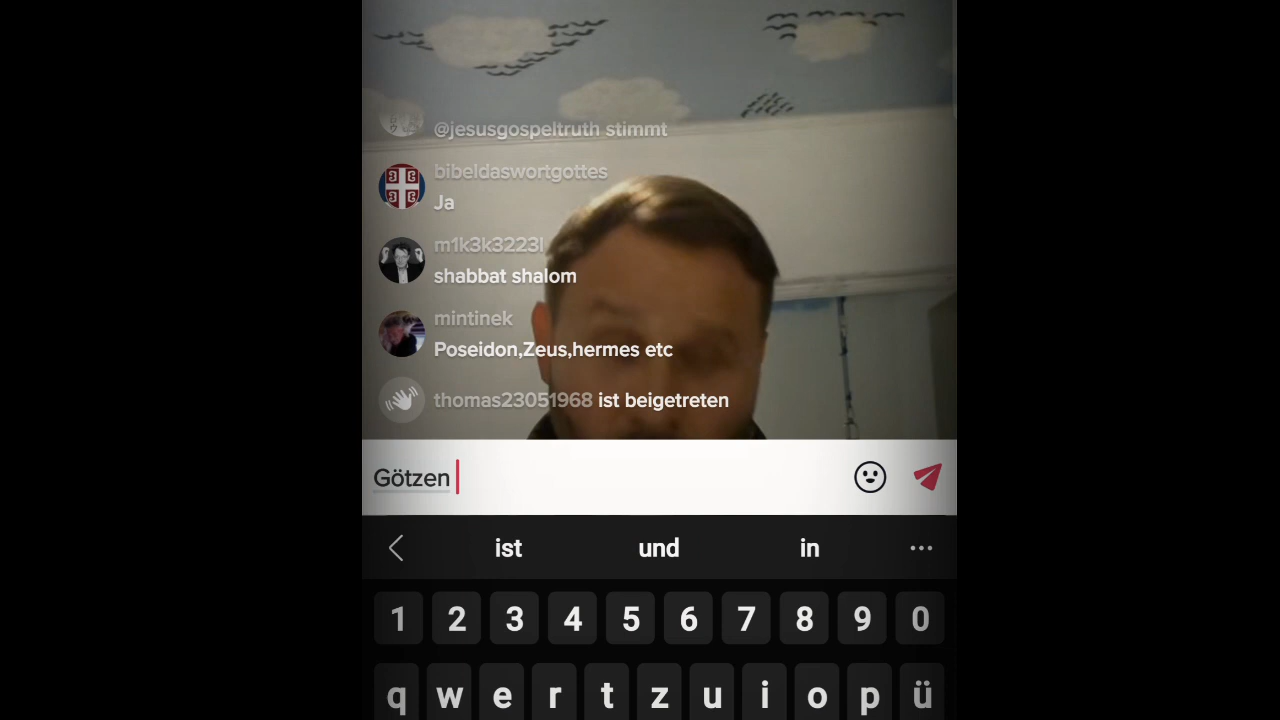 @jesusgospeltruth stimmt
bibeldaswortgottes
Ja
m1k3k3223l
shabbat shalom
mintinek
Poseidon,Zeus,hermes etc
thomas23051968 ist beigetreten
Götzen
ist und in
1 2 3 4 5 6 7 8 9 0
q w e r t z u i o p ü